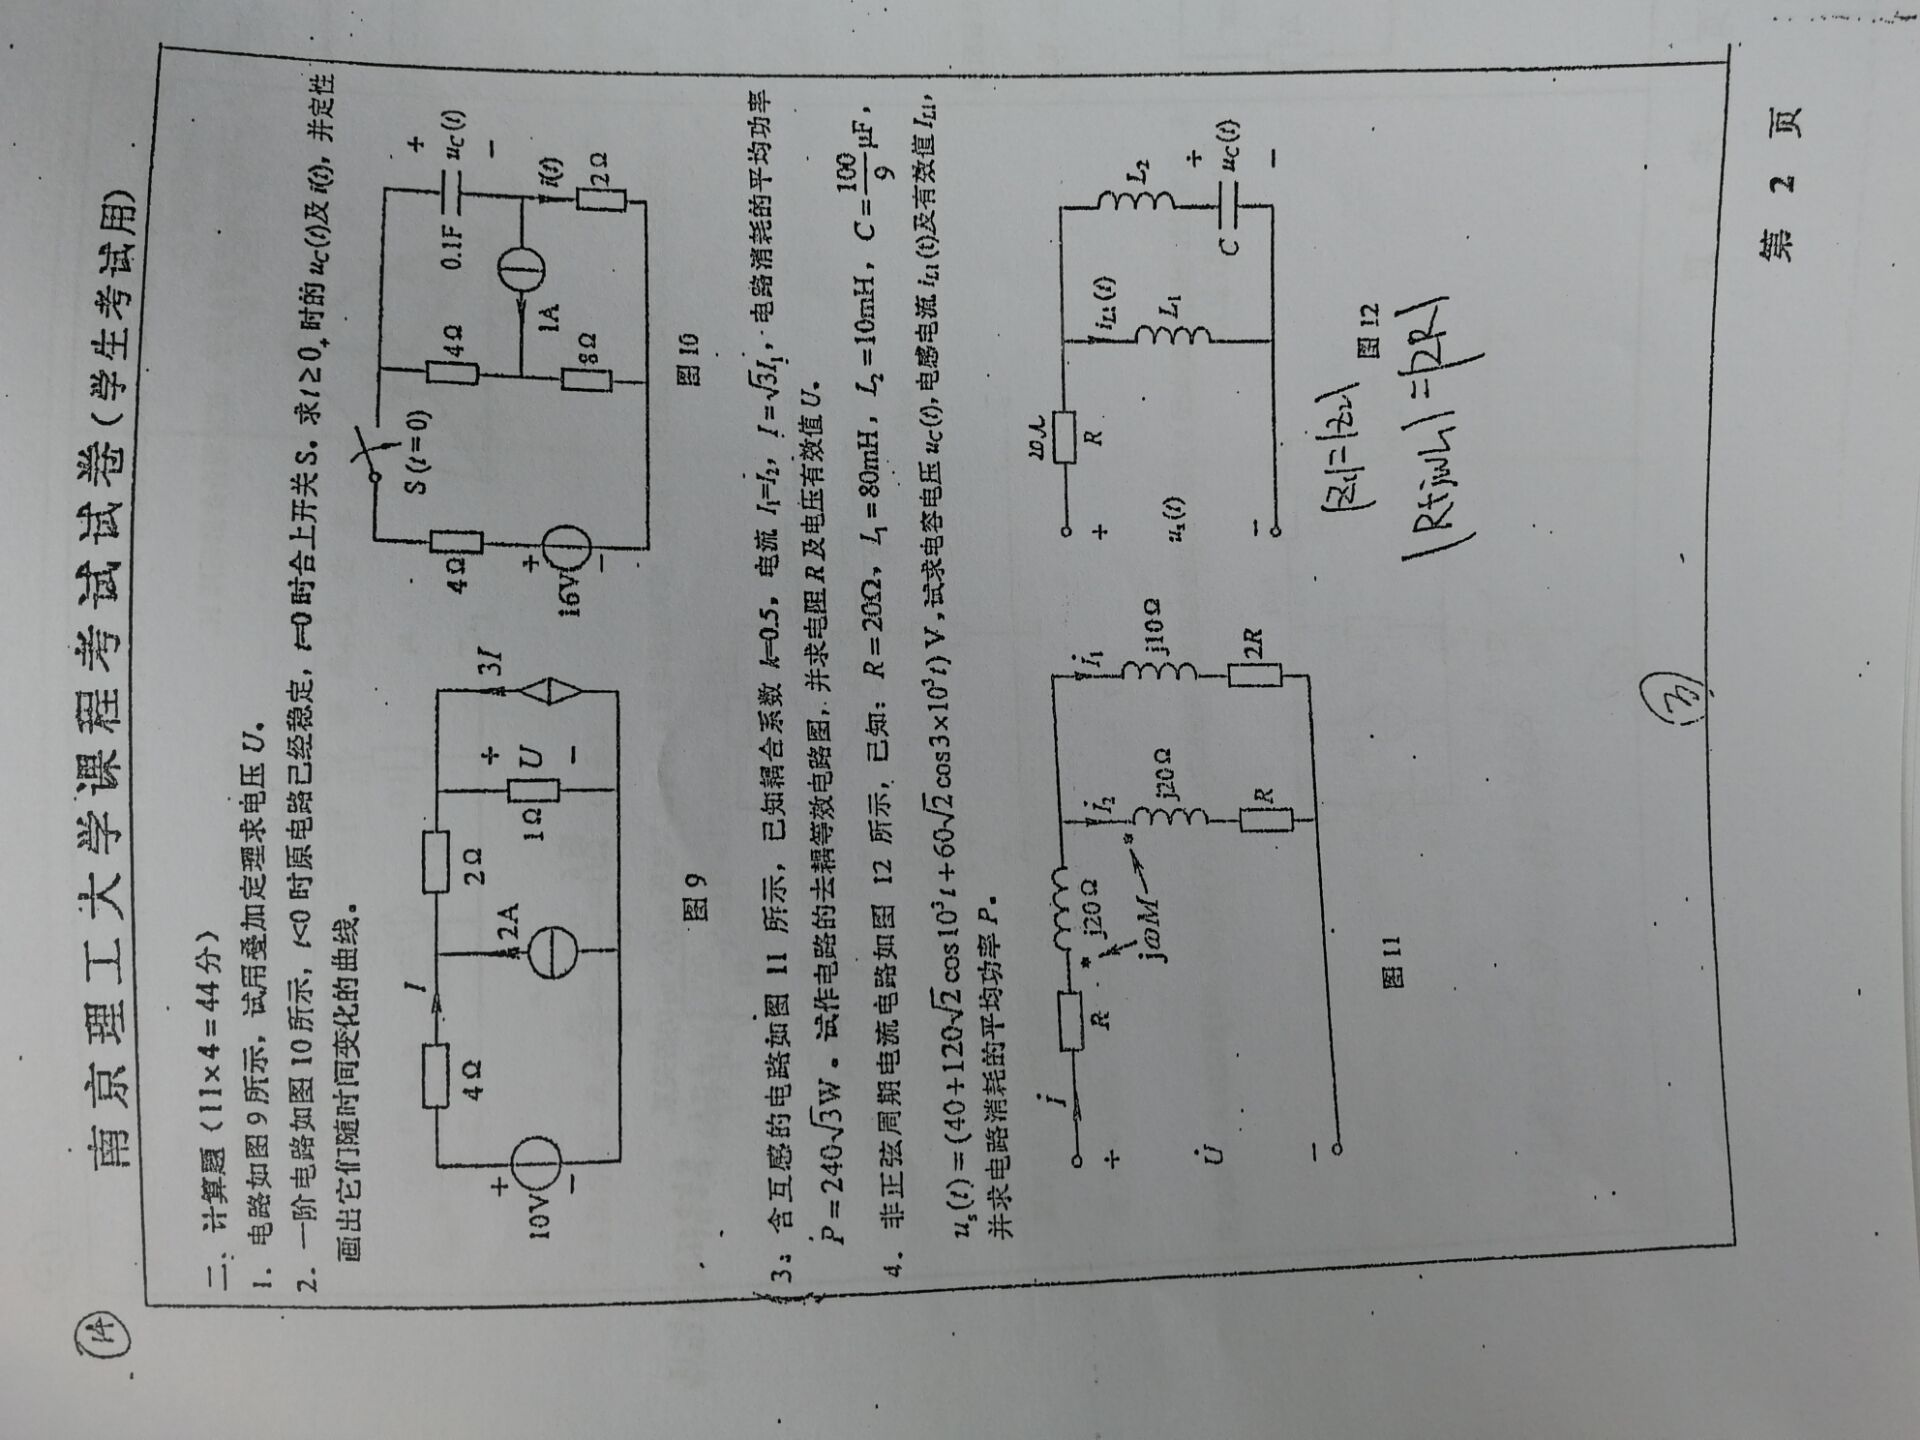 14
南京理工大学课程考试试卷(学生考试用)
二、计算题(11×4=44分)
1、电路如图9所示，试用叠加定理求电压U。
2、一阶电路如图10所示，t<0时原电路已经稳定，t=0时合上开关S。求t≥0₊时的u_C(t)及i(t)，并定性
画出它们随时间变化的曲线。
I
4Ω
2Ω
10V
+
-
2A
1Ω
+
U
-
3I
图9
S(t=0)
4Ω
16V
+
-
4Ω
8Ω
1A
0.1F
+
u_C(t)
-
i(t)
2Ω
图10
3、含互感的电路如图11所示，已知耦合系数k=0.5，电流I₁=I₂，I=√3I₁，电路消耗的平均功率
P=240√3W。试作电路的去耦等效电路图，并求电阻R及电压有效值U。
4、非正弦周期电流电路如图12所示，已知：R=20Ω，L₁=80mH，L₂=10mH，C=100/9μF，
u_s(t)=(40+120√2cos10³t+60√2cos3×10³t)V，试求电容电压u_C(t)，电感电流i_L1(t)及有效值I_L1，
并求电路消耗的平均功率P。
İ
+
U̇
-
R
*
j20Ω
jωM
*
İ₂
j20Ω
R
İ₁
j10Ω
2R
图11
20Ω
R
+
u_s(t)
-
i_L1(t)
L₁
L₂
C
+
u_C(t)
-
图12
|Z₁|=|Z₂|
|R+jωL|=|2R|
第2页